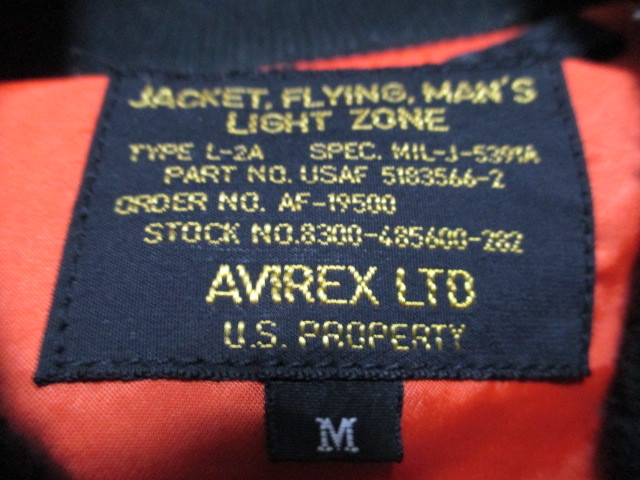 JACKET, FLYING, MAN'S
LIGHT ZONE
TYPE L-2A SPEC. MIL-J-5391A
PART NO. USAF 5183566-2
ORDER NO. AF-19500
STOCK NO.8300-485600-282
AVIREX LTD
U.S. PROPERTY
M